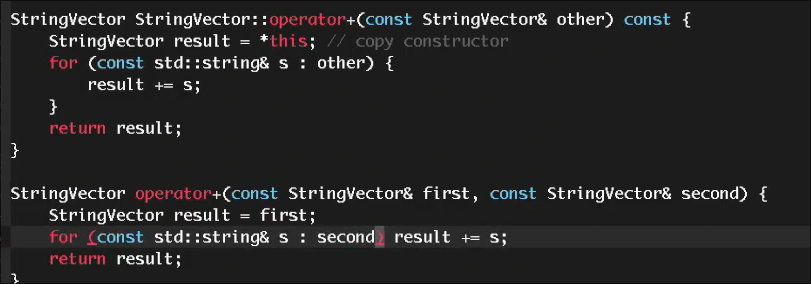 StringVector StringVector::operator+(const StringVector& other) const {
    StringVector result = *this; // copy constructor
    for (const std::string& s : other) {
        result += s;
    }
    return result;
}

StringVector operator+(const StringVector& first, const StringVector& second) {
    StringVector result = first;
    for (const std::string& s : second) result += s;
    return result;
}